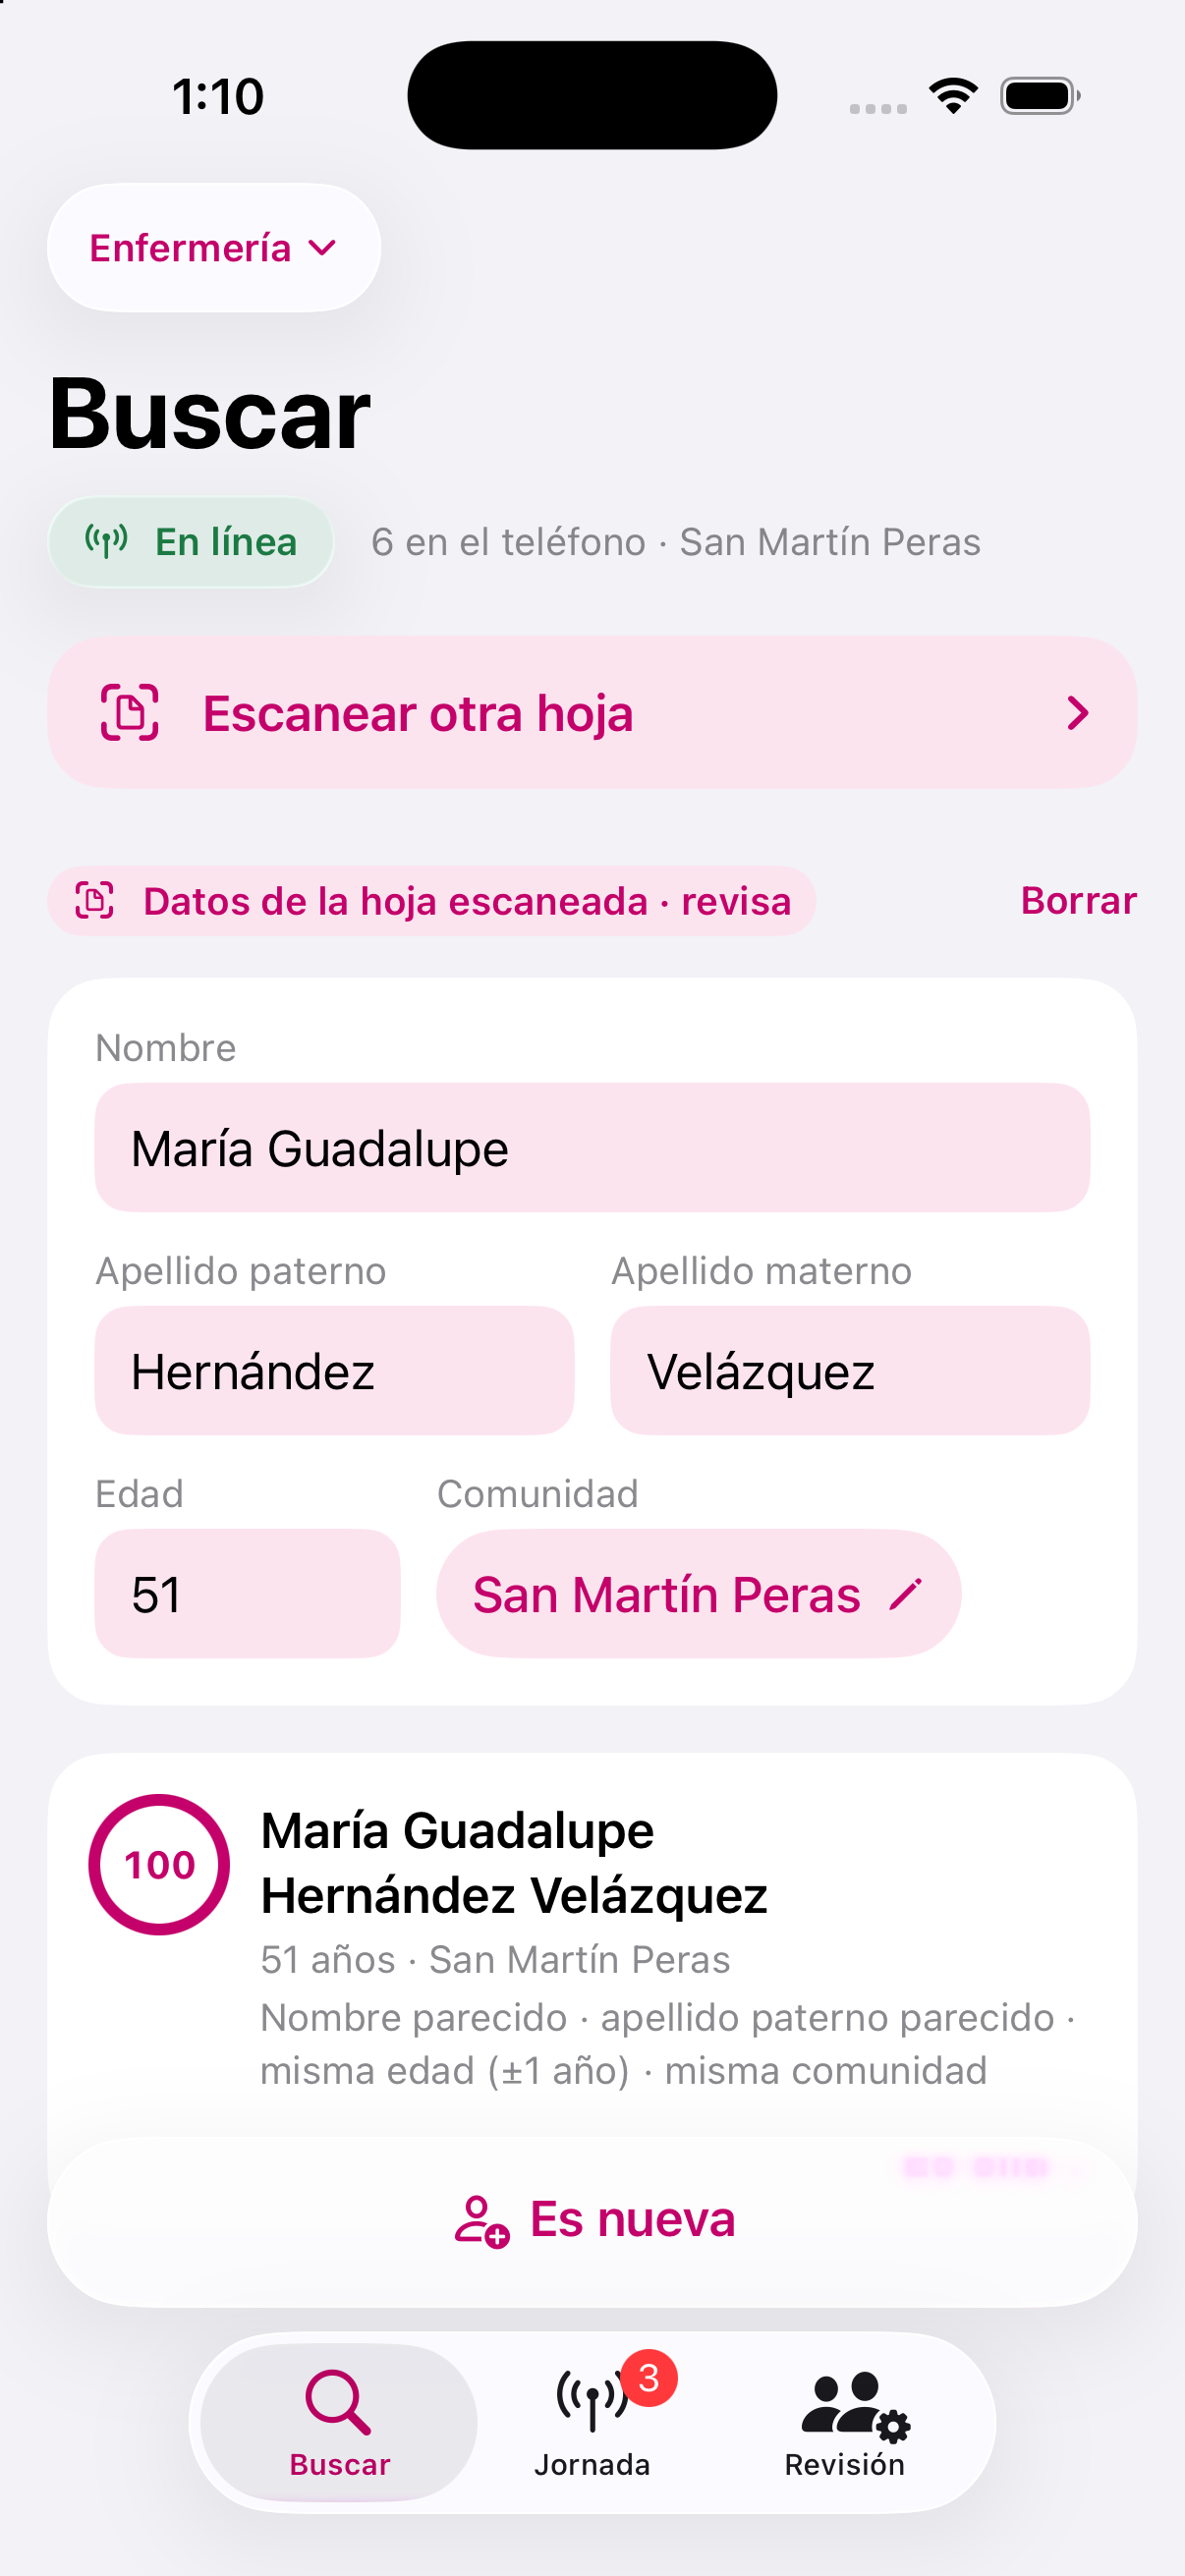 1:10
Enfermería
Buscar
En línea
6 en el teléfono · San Martín Peras
Escanear otra hoja
Datos de la hoja escaneada · revisa
Borrar
Nombre
María Guadalupe
Apellido paterno
Apellido materno
Hernández
Velázquez
Edad
Comunidad
51
San Martín Peras
100
María Guadalupe
Hernández Velázquez
51 años · San Martín Peras
Nombre parecido · apellido paterno parecido ·
misma edad (±1 año) · misma comunidad
Es nueva
3
Buscar
Jornada
Revisión